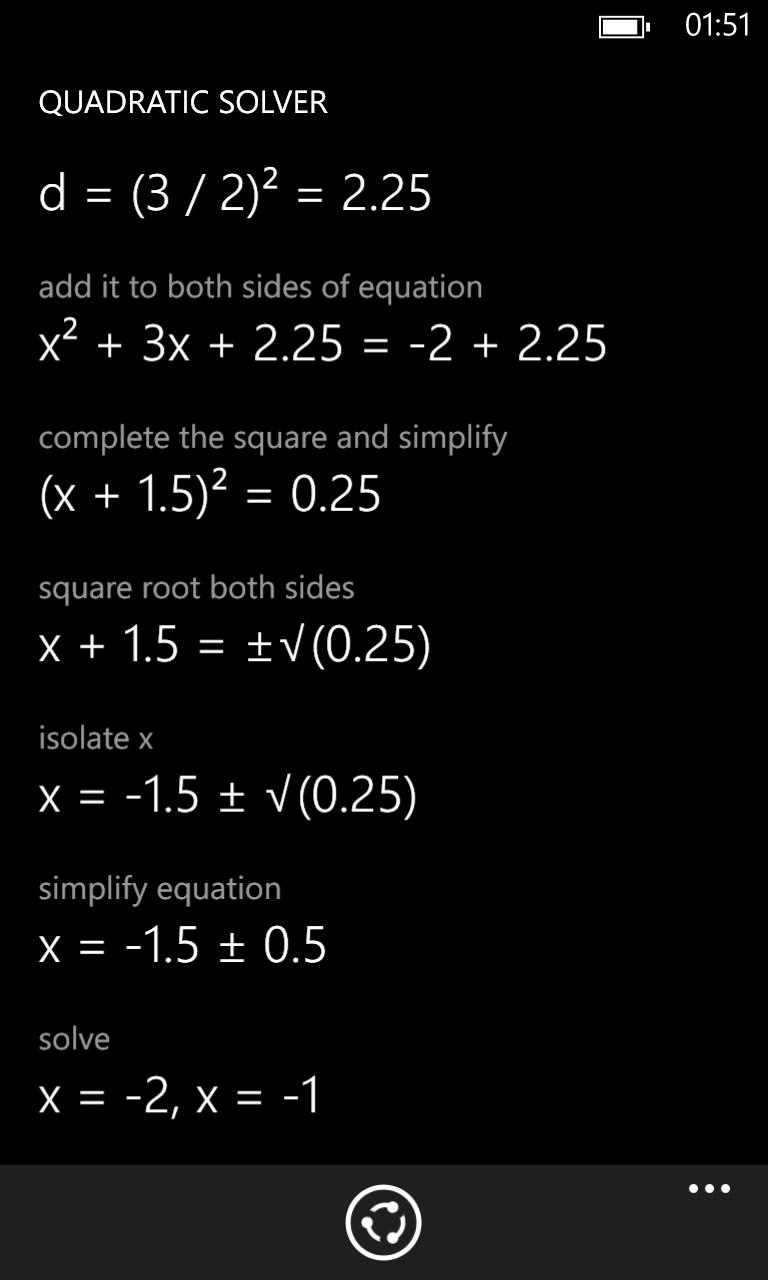 01:51
QUADRATIC SOLVER
d = (3 / 2)² = 2.25
add it to both sides of equation
x² + 3x + 2.25 = -2 + 2.25
complete the square and simplify
(x + 1.5)² = 0.25
square root both sides
x + 1.5 = ±√(0.25)
isolate x
x = -1.5 ± √(0.25)
simplify equation
x = -1.5 ± 0.5
solve
x = -2, x = -1